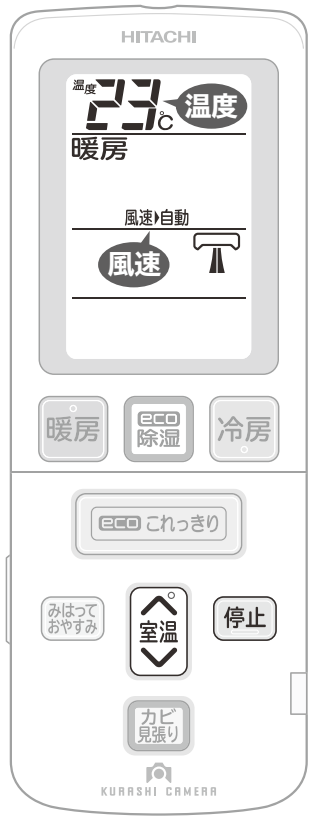 HITACHI
温度 23℃ 温度
暖房
風速▶自動
風速
暖房 eco 除湿 冷房
eco これっきり
みはって
おやすみ
室温
停止
カビ
見張り
KURASHI CAMERA